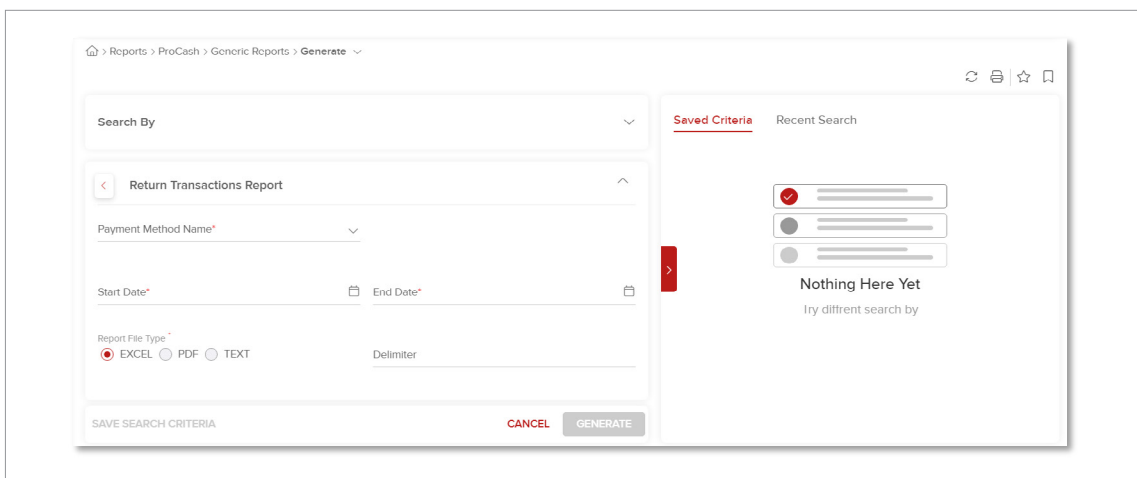 > Reports > ProCash > Generic Reports > Generate
Search By
Saved Criteria Recent Search
Return Transactions Report
Payment Method Name*
Start Date* End Date*
Nothing Here Yet
Try diffrent search by
Report File Type
EXCEL PDF TEXT Delimiter
SAVE SEARCH CRITERIA CANCEL GENERATE